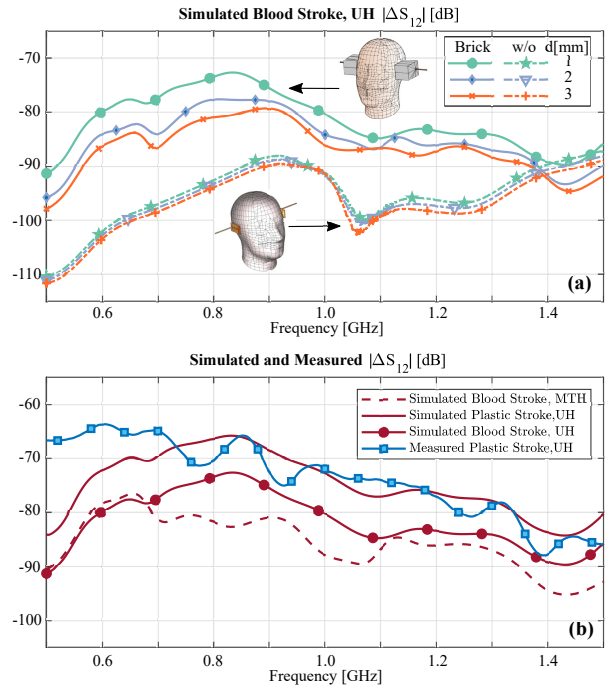 Simulated Blood Stroke, UH |ΔS12| [dB]
Brick w/o d[mm]
1
2
3
-70
-80
-90
-100
-110
0.6 0.8 1.0 1.2 1.4
(a)
Frequency [GHz]
Simulated and Measured |ΔS12| [dB]
Simulated Blood Stroke, MTH
Simulated Plastic Stroke,UH
Simulated Blood Stroke, UH
Measured Plastic Stroke,UH
-60
-70
-80
-90
-100
0.6 0.8 1.0 1.2 1.4
(b)
Frequency [GHz]